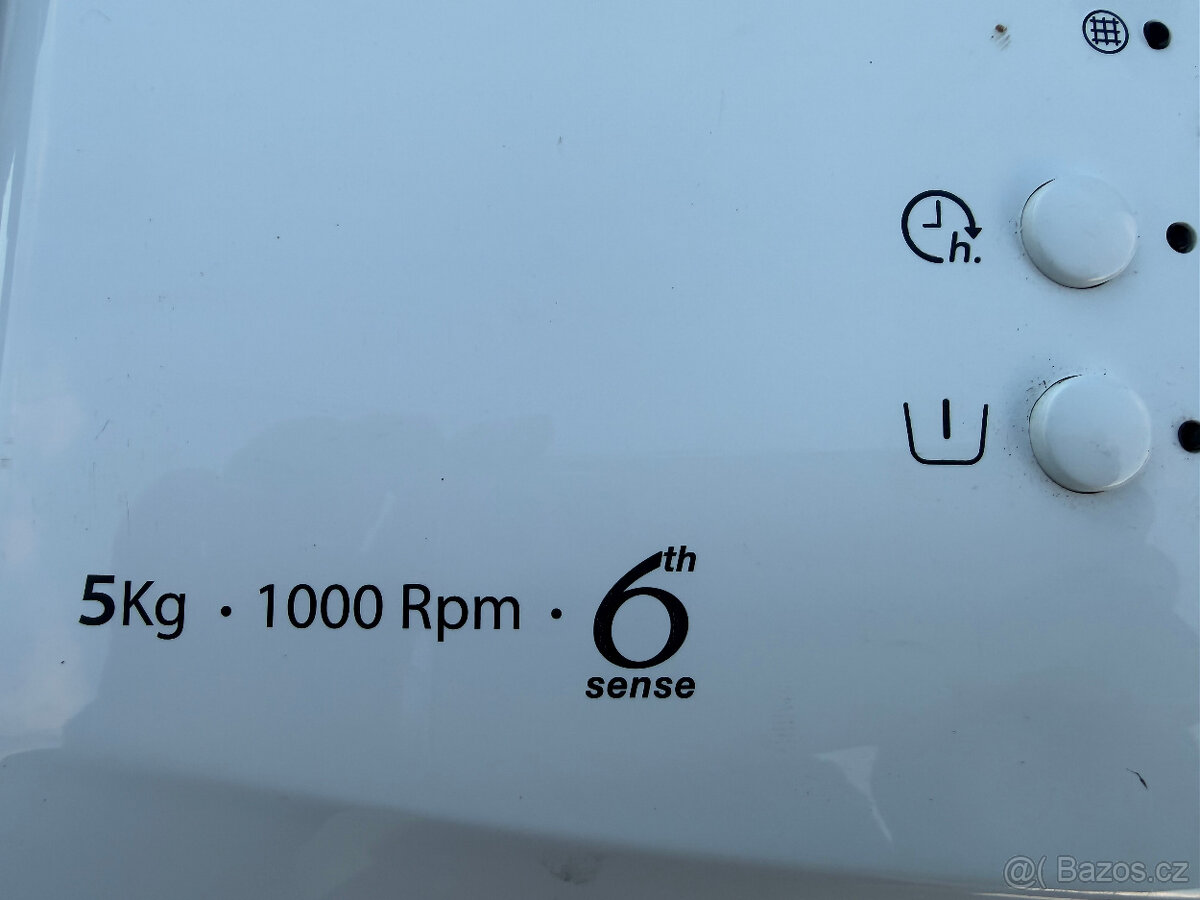 h.
5Kg · 1000 Rpm · 6th sense
@( Bazos.cz